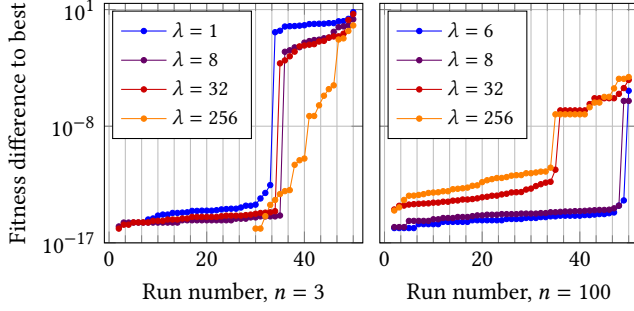 Fitness difference to best
10^1
10^−8
10^−17
λ = 1
λ = 8
λ = 32
λ = 256
0
20
40
Run number, n = 3
λ = 6
λ = 8
λ = 32
λ = 256
0
20
40
Run number, n = 100